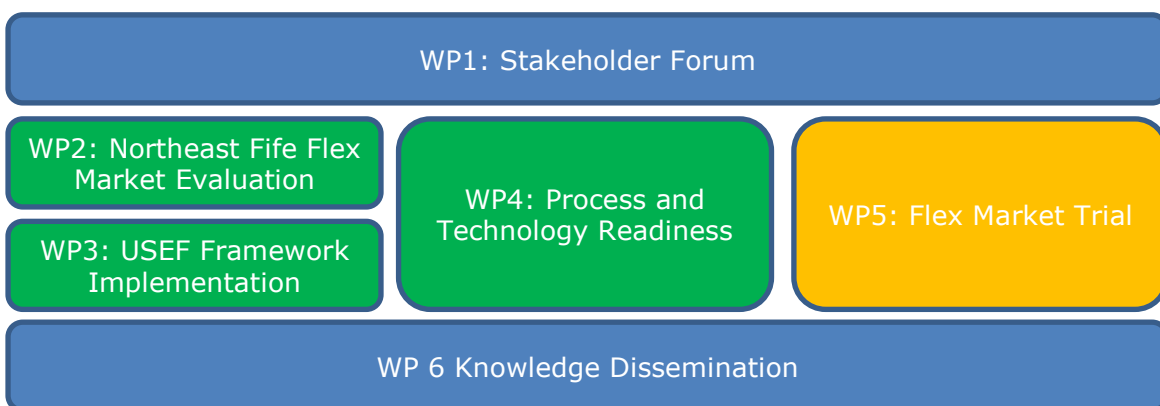 WP1: Stakeholder Forum
WP2: Northeast Fife Flex
Market Evaluation
WP3: USEF Framework
Implementation
WP4: Process and
Technology Readiness
WP5: Flex Market Trial
WP 6 Knowledge Dissemination